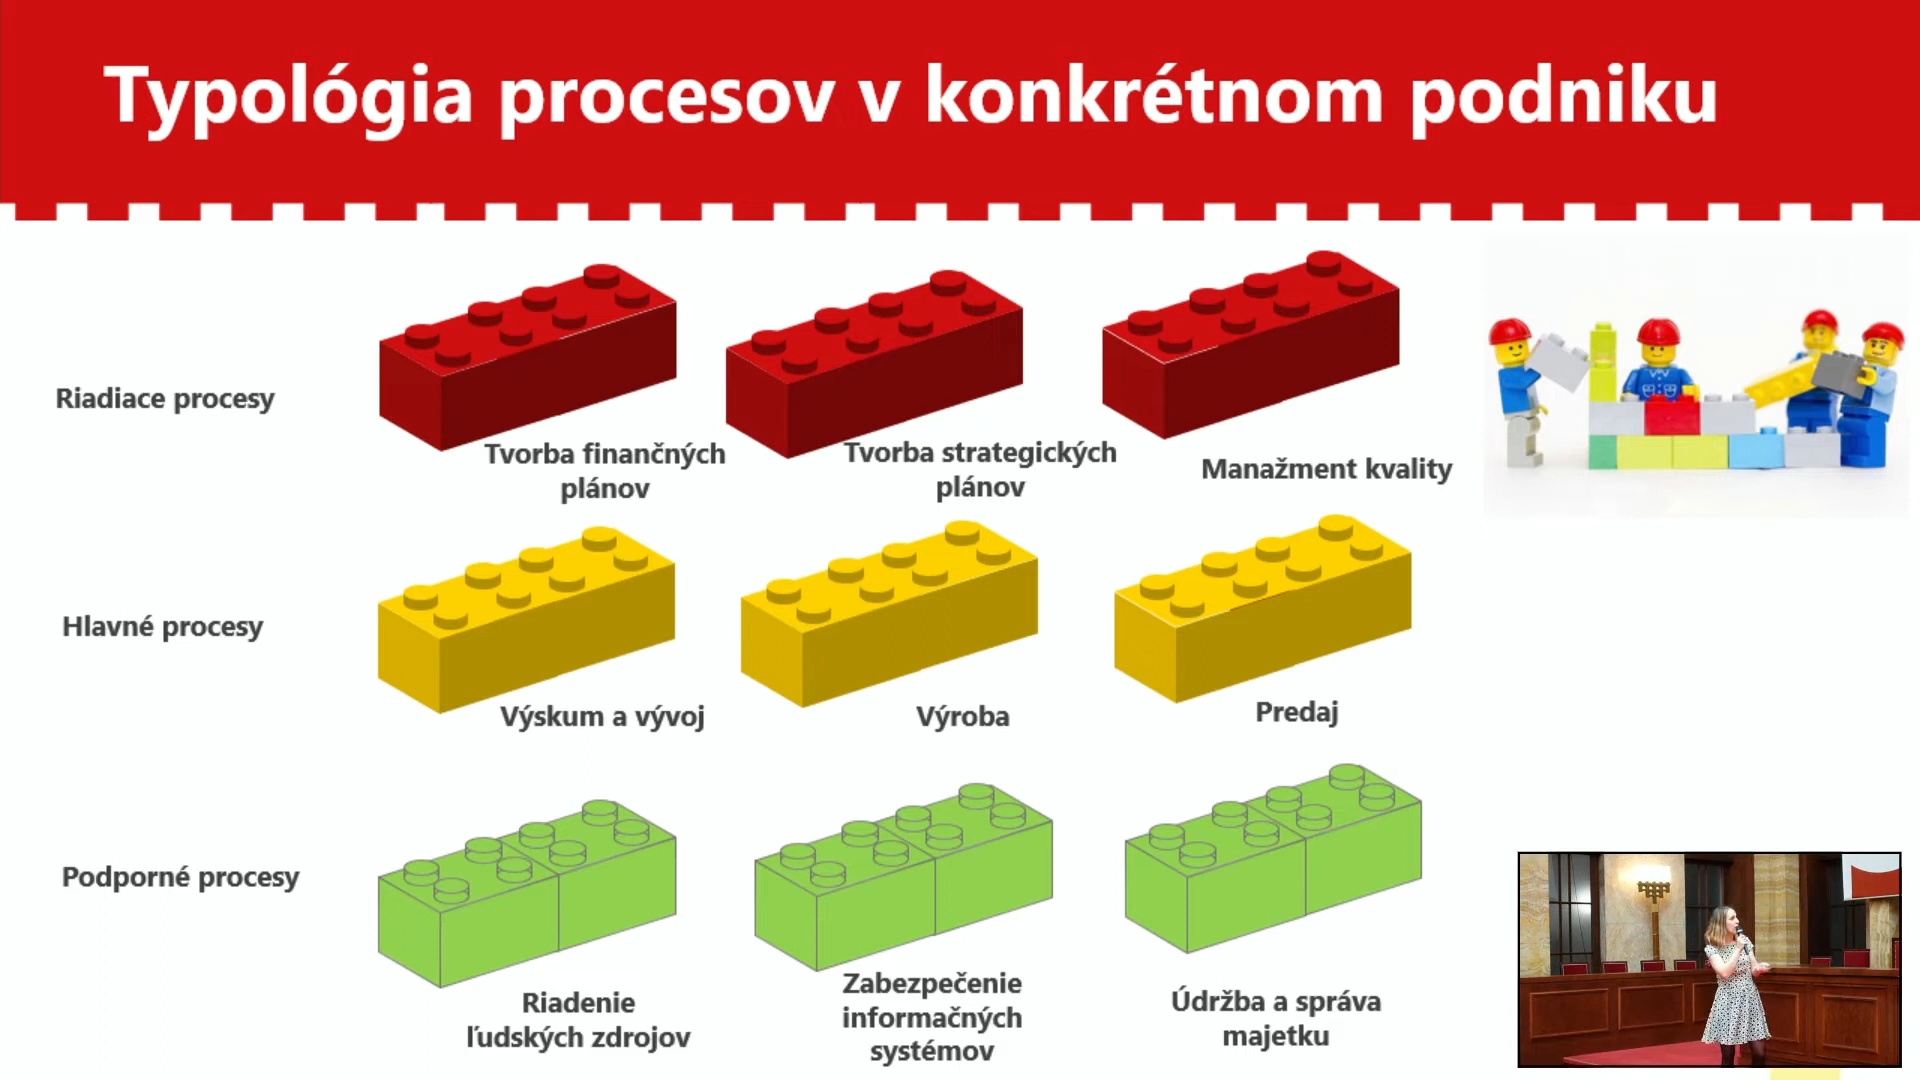 Typológia procesov v konkrétnom podniku
Riadiace procesy
Tvorba finančných
plánov
Tvorba strategických
plánov
Manažment kvality
Hlavné procesy
Výskum a vývoj
Výroba
Predaj
Podporné procesy
Riadenie
ľudských zdrojov
Zabezpečenie
informačných
systémov
Údržba a správa
majetku